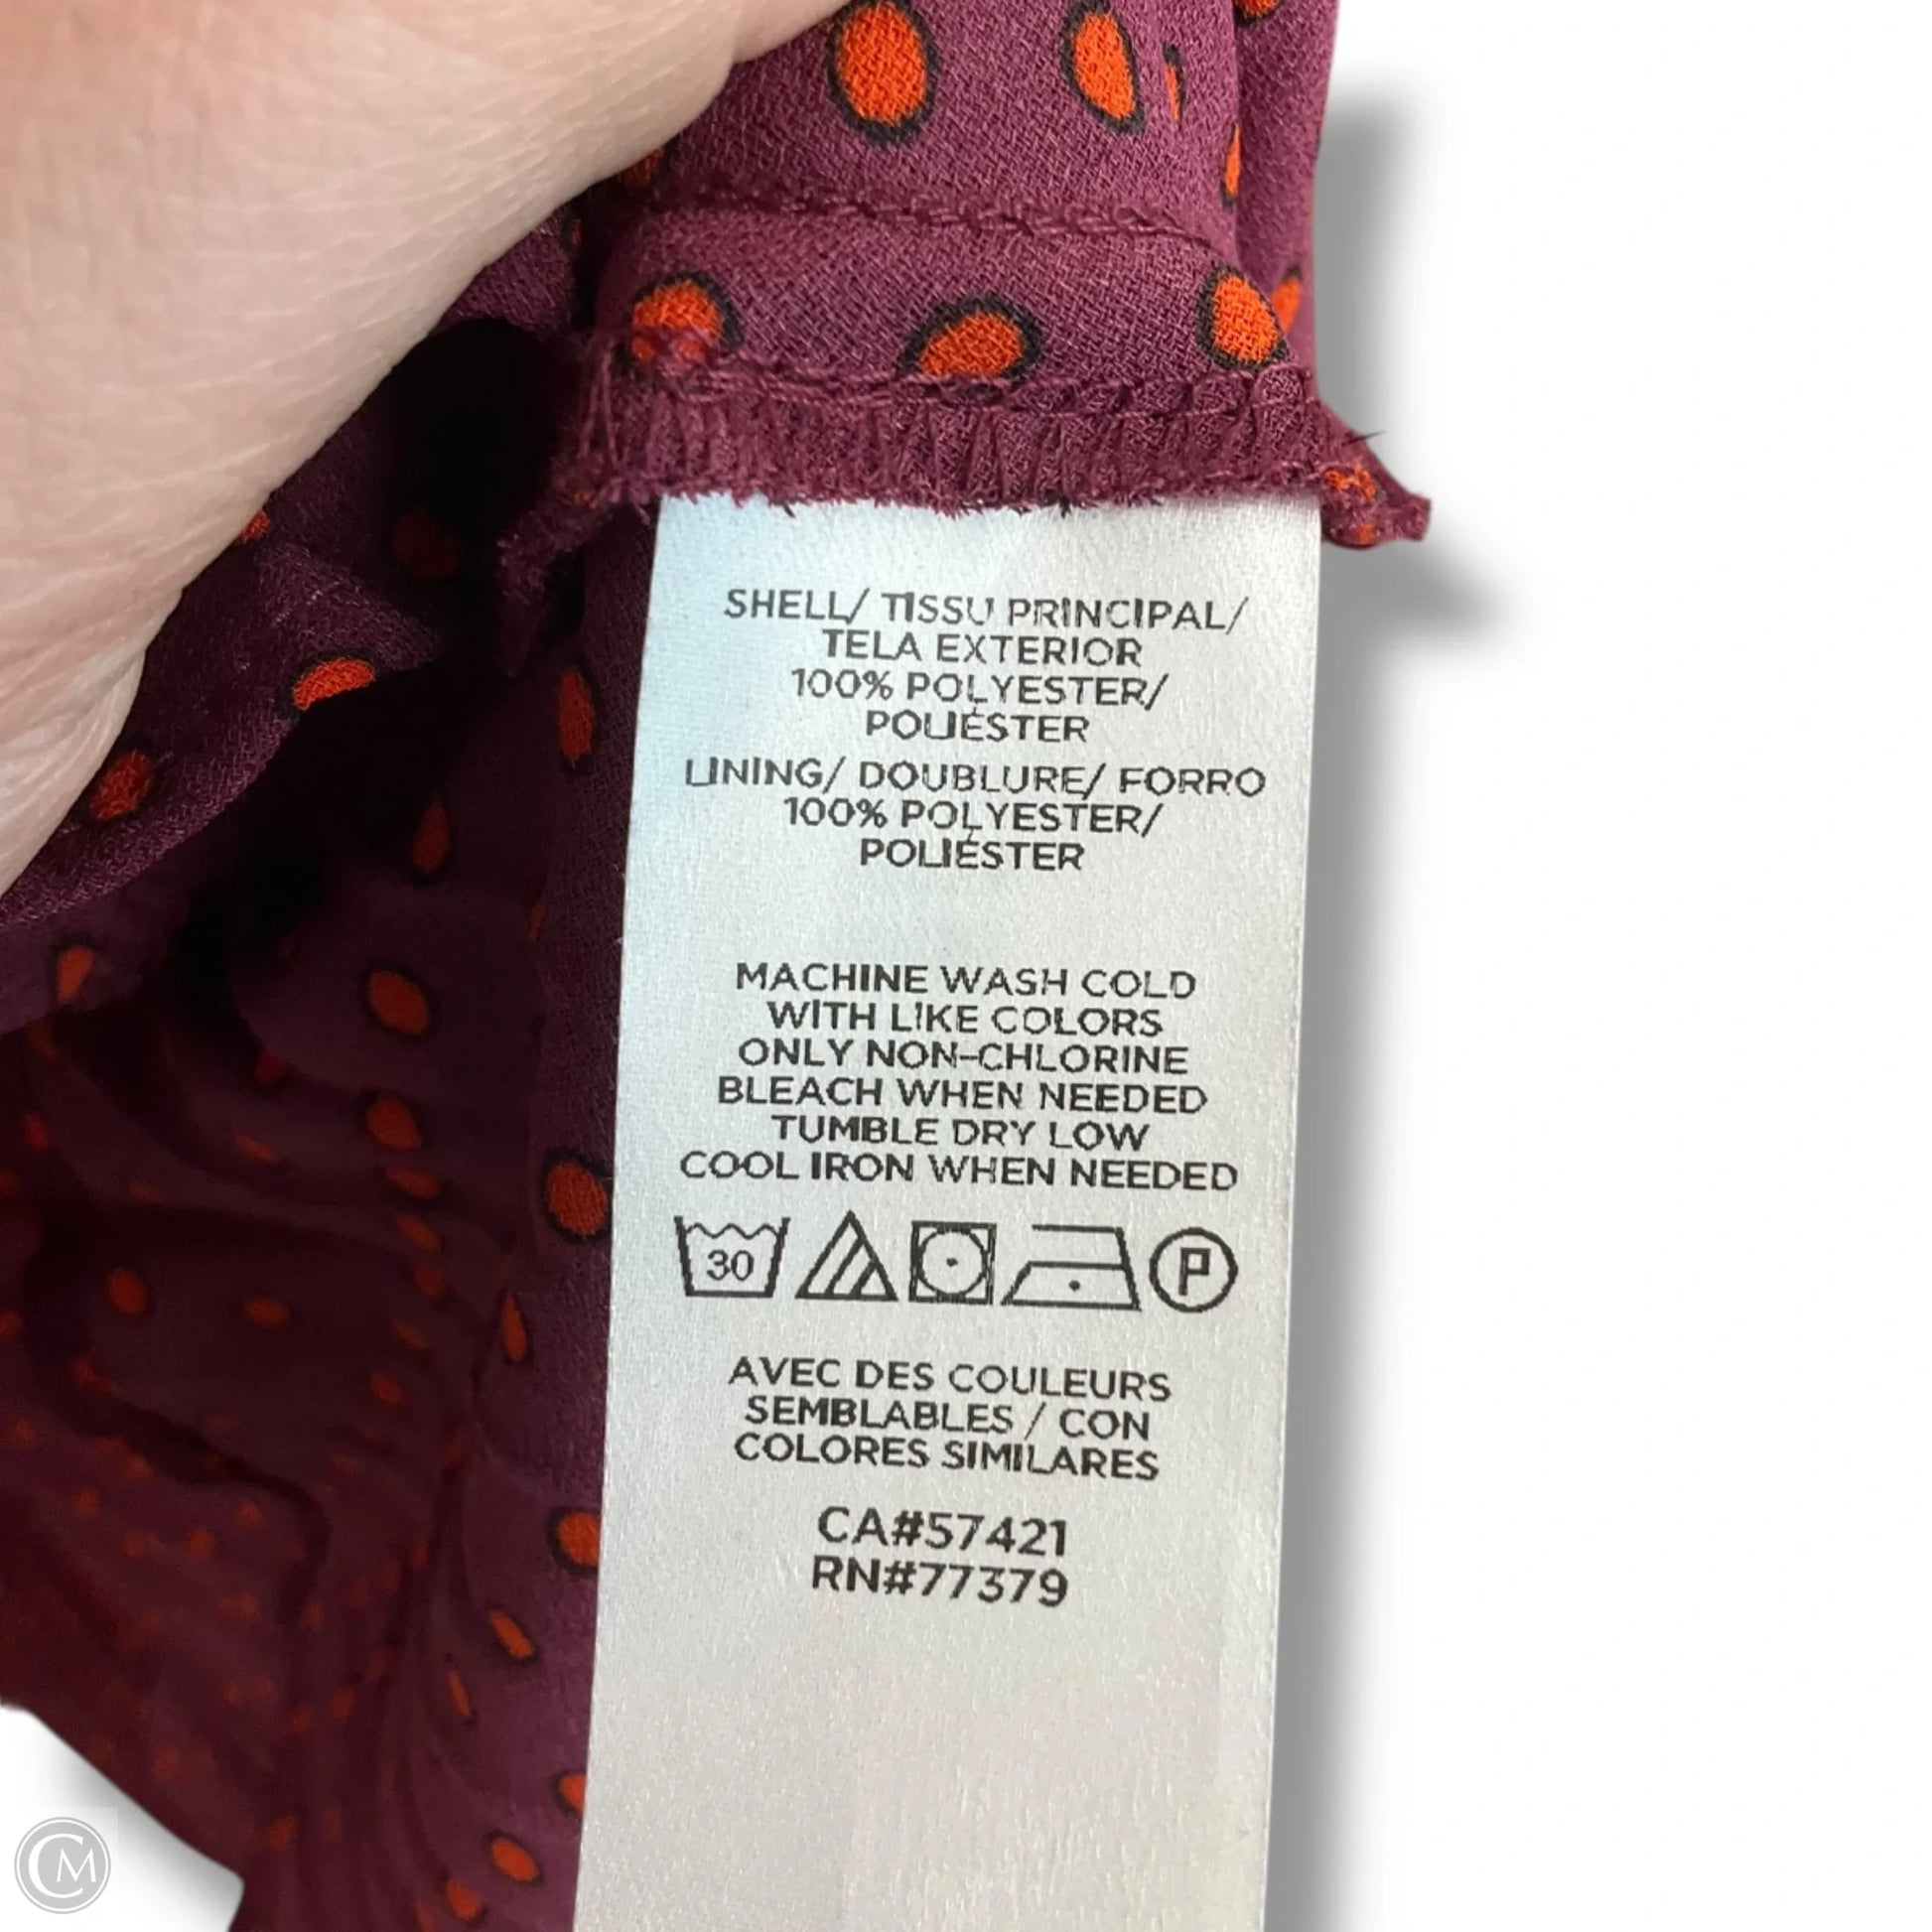 SHELL/ TISSU PRINCIPAL/
TELA EXTERIOR
100% POLYESTER/
POLIÉSTER
LINING/ DOUBLURE/ FORRO
100% POLYESTER/
POLIÉSTER
MACHINE WASH COLD
WITH LIKE COLORS
ONLY NON-CHLORINE
BLEACH WHEN NEEDED
TUMBLE DRY LOW
COOL IRON WHEN NEEDED
30 P
AVEC DES COULEURS
SEMBLABLES / CON
COLORES SIMILARES
CA#57421
RN#77379
CM